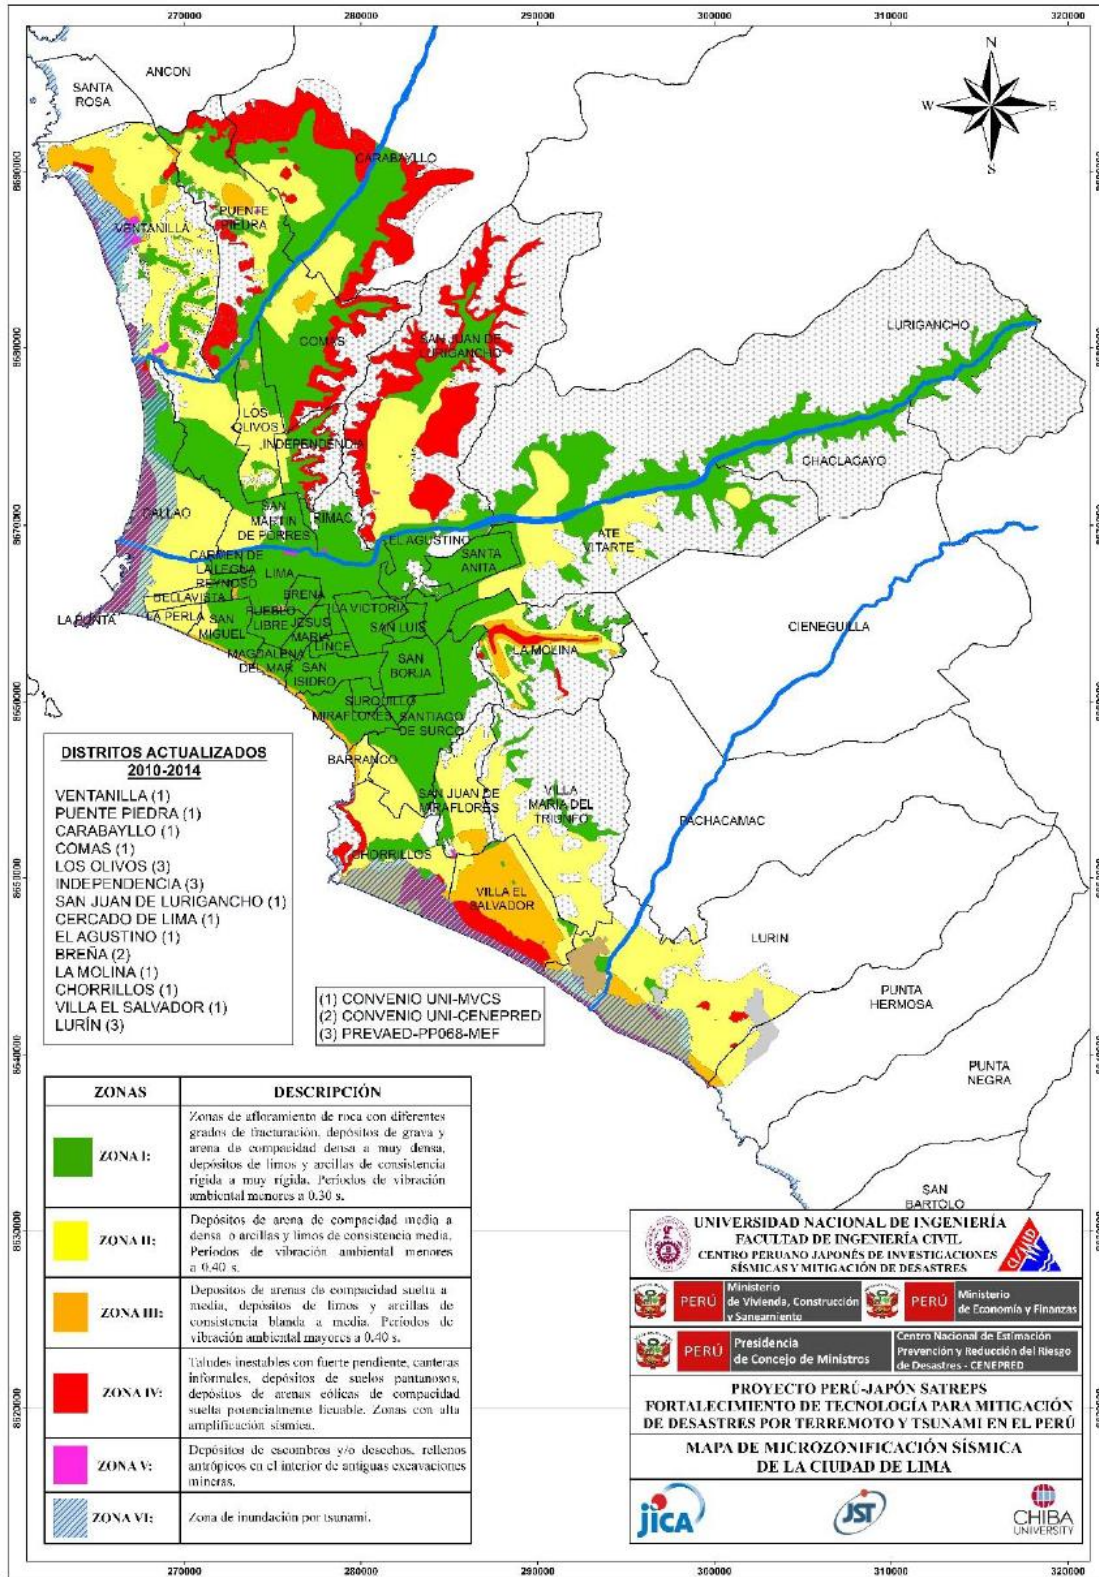 270000 280000 290000 300000 310000 320000
ANCON
SANTA
ROSA
N
W E
S
CARABAYLLO
8690000
PUENTE
PIEDRA
VENTANILLA
LURIGANCHO
8680000
COMAS
SAN JUAN DE
LURIGANCHO
LOS
OLIVOS
INDEPENDENCIA
CHACLACAYO
CALLAO
SAN
MARTIN
DE PORRES
RIMAC
8670000
EL AGUSTINO
ATE
VITARTE
SANTA
ANITA
CARMEN DE
LA LEGUA
REYNOSO
LIMA
BELLAVISTA
BREÑA
LA VICTORIA
LA PUNTA
LA PERLA
SAN
MIGUEL
PUEBLO
LIBRE
JESUS
MARIA
SAN LUIS
LINCE
CIENEGUILLA
LA MOLINA
MAGDALENA
DEL MAR
SAN
ISIDRO
SAN
BORJA
SURQUILLO
MIRAFLORES
SANTIAGO
DE SURCO
BARRANCO
SAN JUAN DE
MIRAFLORES
VILLA
MARIA DEL
TRIUNFO
PACHACAMAC
CHORRILLOS
VILLA EL
SALVADOR
LURIN
PUNTA
HERMOSA
PUNTA
NEGRA
SAN
BARTOLO
DISTRITOS ACTUALIZADOS
2010-2014
VENTANILLA (1)
PUENTE PIEDRA (1)
CARABAYLLO (1)
COMAS (1)
LOS OLIVOS (3)
INDEPENDENCIA (3)
SAN JUAN DE LURIGANCHO (1)
CERCADO DE LIMA (1)
EL AGUSTINO (1)
BREÑA (2)
LA MOLINA (1)
CHORRILLOS (1)
VILLA EL SALVADOR (1)
LURÍN (3)
(1) CONVENIO UNI-MVCS
(2) CONVENIO UNI-CENEPRED
(3) PREVAED-PP068-MEF
8640000
8630000
ZONAS DESCRIPCIÓN
ZONA I:
Zonas de afloramiento de roca con diferentes
grados de fracturación, depósitos de grava y
arena de compacidad densa a muy densa,
depósitos de limos y arcillas de consistencia
rígida a muy rígida. Períodos de vibración
ambiental menores a 0.30 s.
ZONA II:
Depósitos de arena de compacidad media a
densa o arcillas y limos de consistencia media.
Períodos de vibración ambiental menores
a 0.40 s.
ZONA III:
Depositos de arenas de compacidad suelta a
media, depósitos de limos y arcillas de
consistencia blanda a media. Períodos de
vibración ambiental mayores a 0.40 s.
ZONA IV:
Taludes inestables con fuerte pendiente, canteras
informales, depósitos de suelos pantanosos,
depósitos de arenas eólicas de compacidad
suelta potencialmente licuable. Zonas con alta
amplificación sísmica.
ZONA V:
Depósitos de escombros y/o desechos, rellenos
antrópicos en el interior de antiguas excavaciones
mineras.
ZONA VI:
Zona de inundación por tsunami.
UNIVERSIDAD NACIONAL DE INGENIERÍA
FACULTAD DE INGENIERÍA CIVIL
CENTRO PERUANO JAPONÉS DE INVESTIGACIONES
SÍSMICAS Y MITIGACIÓN DE DESASTRES
CISMID
PERÚ
Ministerio
de Vivienda, Construcción
y Saneamiento
PERÚ
Ministerio
de Economía y Finanzas
PERÚ
Presidencia
de Concejo de Ministros
Centro Nacional de Estimación
Prevención y Reducción del Riesgo
de Desastres - CENEPRED
PROYECTO PERÚ-JAPÓN SATREPS
FORTALECIMIENTO DE TECNOLOGÍA PARA MITIGACIÓN
DE DESASTRES POR TERREMOTO Y TSUNAMI EN EL PERÚ
MAPA DE MICROZONIFICACIÓN SÍSMICA
DE LA CIUDAD DE LIMA
jICA
JST
CHIBA
UNIVERSITY
270000 280000 290000 300000 310000 320000